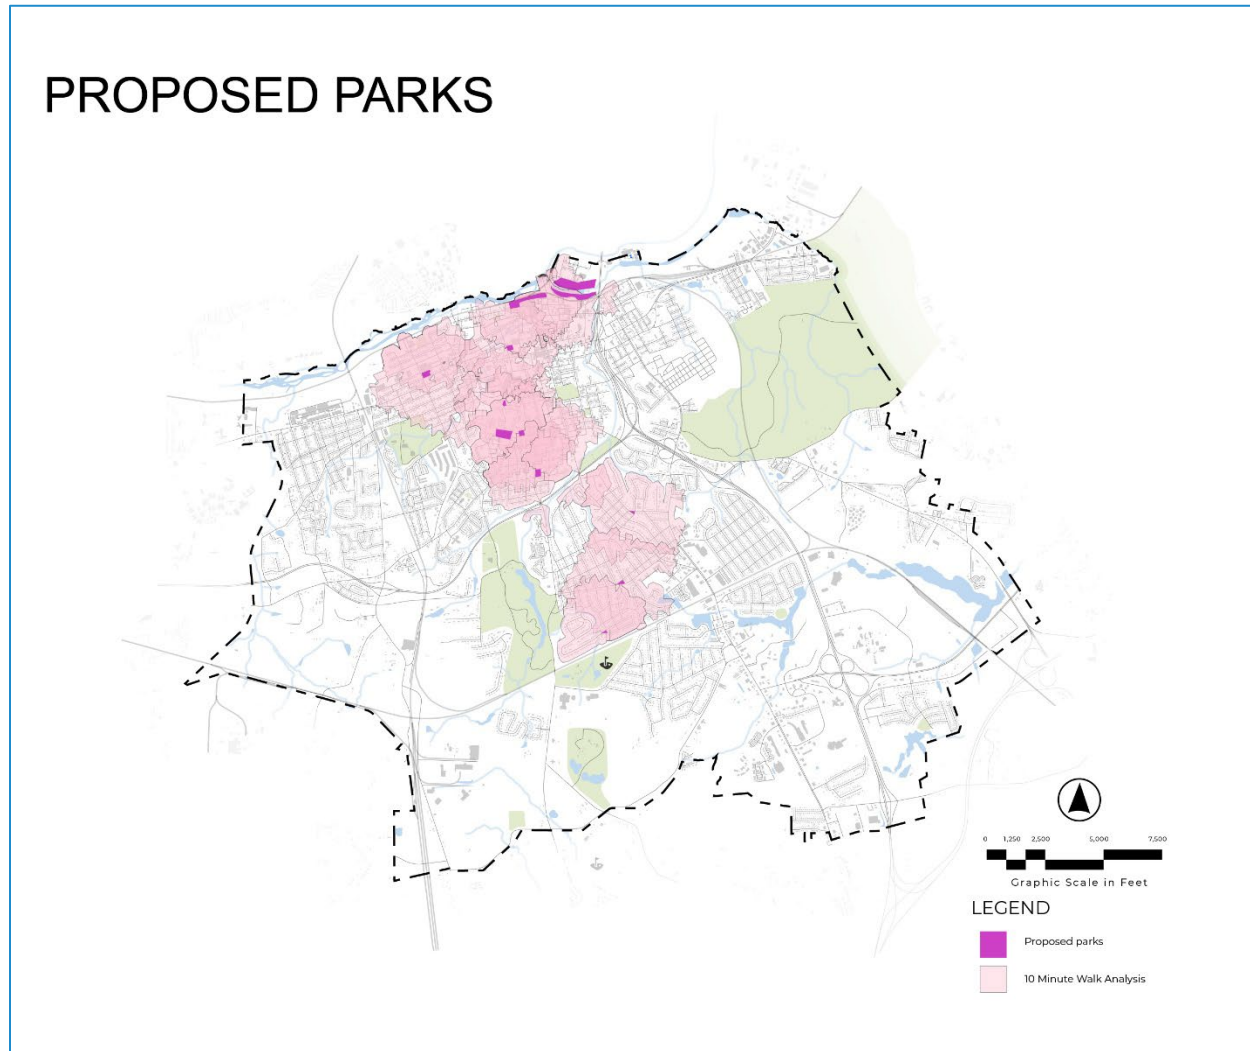 PROPOSED PARKS
0 1,250 2,500 5,000 7,500
Graphic Scale in Feet
LEGEND
Proposed parks
10 Minute Walk Analysis